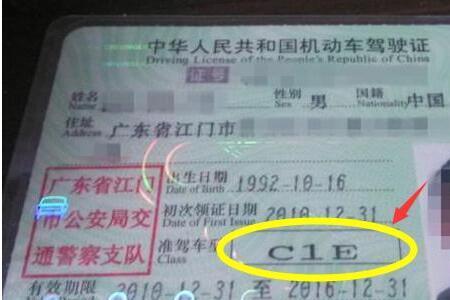 中华人民共和国机动车驾驶证
Driving License of the People's Republic of China
证号
姓名
Name
性别
Sex
男
国籍
Nationality
中国
住址
Address
广东省江门市
广东省江门
市公安局交
通警察支队
出生日期
Date of Birth
1992-10-16
初次领证日期
Date of First Issue
2010-12-31
准驾车型
Class
C1E
有效期限
2010-12-31 至 2016-12-31